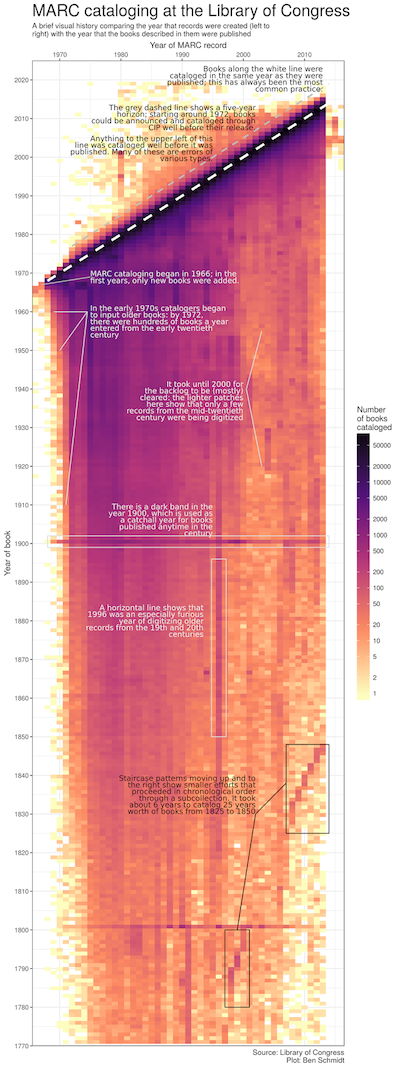 MARC cataloging at the Library of Congress
A brief visual history comparing the year that records were created (left to
right) with the year that the books described in them were published
Year of MARC record
1970 1980 1990 2000 2010
Books along the white line were
cataloged in the same year as they were
published; this has always been the most
common practice.
The grey dashed line shows a five-year
horizon: starting around 1972, books
could be announced and cataloged through
CIP well before their release.
Anything to the upper left of this
line was cataloged well before it was
published. Many of these are errors of
various types.
MARC cataloging began in 1966; in the
first years, only new books were added.
In the early 1970s catalogers began
to input older books: by 1972,
there were hundreds of books a year
entered from the early twentieth
century
It took until 2000 for
the backlog to be (mostly)
cleared: the lighter patches
here show that only a few
records from the mid-twentieth
century were being digitized
There is a dark band in the
year 1900, which is used as
a catchall year for books
published anytime in the
century
A horizontal line shows that
1996 was an especially furious
year of digitizing older
records from the 19th and 20th
centuries
Staircase patterns moving up and to
the right show smaller efforts that
proceeded in chronological order
through a subcollection. It took
about 6 years to catalog 25 years
worth of books from 1825 to 1850
Year of book
2020
2010
2000
1990
1980
1970
1960
1950
1940
1930
1920
1910
1900
1890
1880
1870
1860
1850
1840
1830
1820
1810
1800
1790
1780
1770
Number
of books
cataloged
50000
20000
10000
5000
2000
1000
500
200
100
50
20
10
5
2
1
Source: Library of Congress
Plot: Ben Schmidt